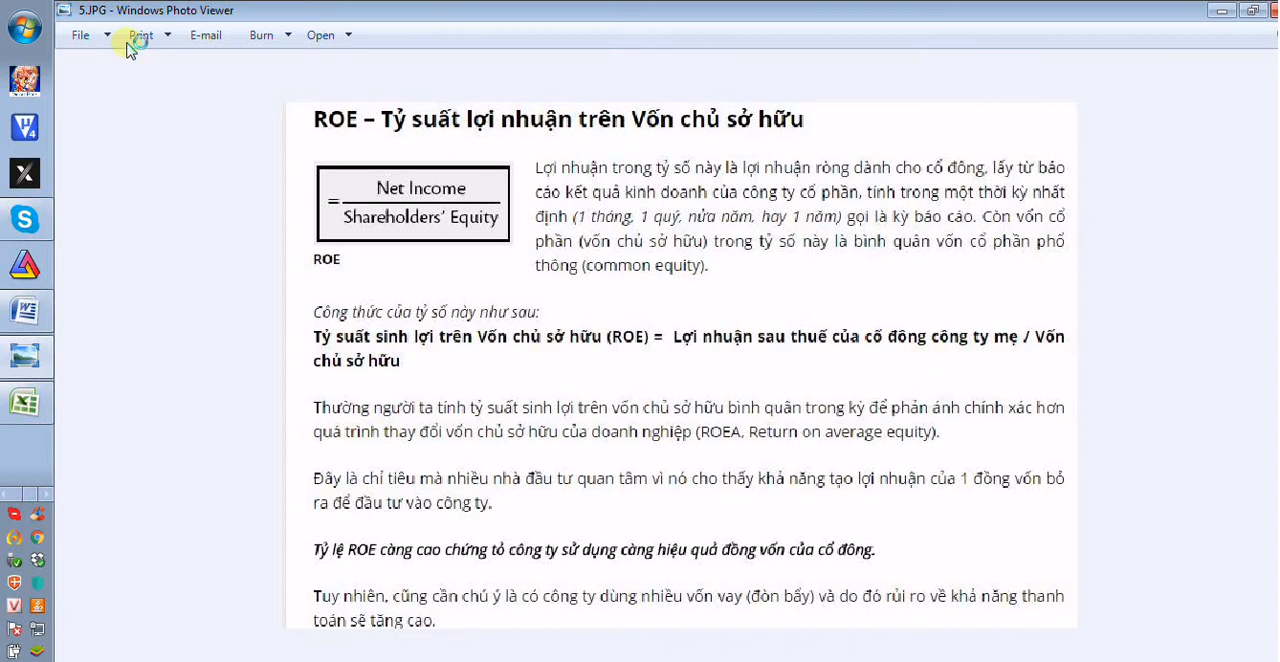 5.JPG - Windows Photo Viewer
File Print E-mail Burn Open
ROE – Tỷ suất lợi nhuận trên Vốn chủ sở hữu
= Net Income
Shareholders' Equity
ROE
Lợi nhuận trong tỷ số này là lợi nhuận ròng dành cho cổ đông, lấy từ báo
cáo kết quả kinh doanh của công ty cổ phần, tính trong một thời kỳ nhất
định (1 tháng, 1 quý, nửa năm, hay 1 năm) gọi là kỳ báo cáo. Còn vốn cổ
phần (vốn chủ sở hữu) trong tỷ số này là bình quân vốn cổ phần phổ
thông (common equity).
Công thức của tỷ số này như sau:
Tỷ suất sinh lợi trên Vốn chủ sở hữu (ROE) = Lợi nhuận sau thuế của cổ đông công ty mẹ / Vốn
chủ sở hữu
Thường người ta tính tỷ suất sinh lợi trên vốn chủ sở hữu bình quân trong kỳ để phản ánh chính xác hơn
quá trình thay đổi vốn chủ sở hữu của doanh nghiệp (ROEA, Return on average equity).
Đây là chỉ tiêu mà nhiều nhà đầu tư quan tâm vì nó cho thấy khả năng tạo lợi nhuận của 1 đồng vốn bỏ
ra để đầu tư vào công ty.
Tỷ lệ ROE càng cao chứng tỏ công ty sử dụng càng hiệu quả đồng vốn của cổ đông.
Tuy nhiên, cũng cần chú ý là có công ty dùng nhiều vốn vay (đòn bẩy) và do đó rủi ro về khả năng thanh
toán sẽ tăng cao.